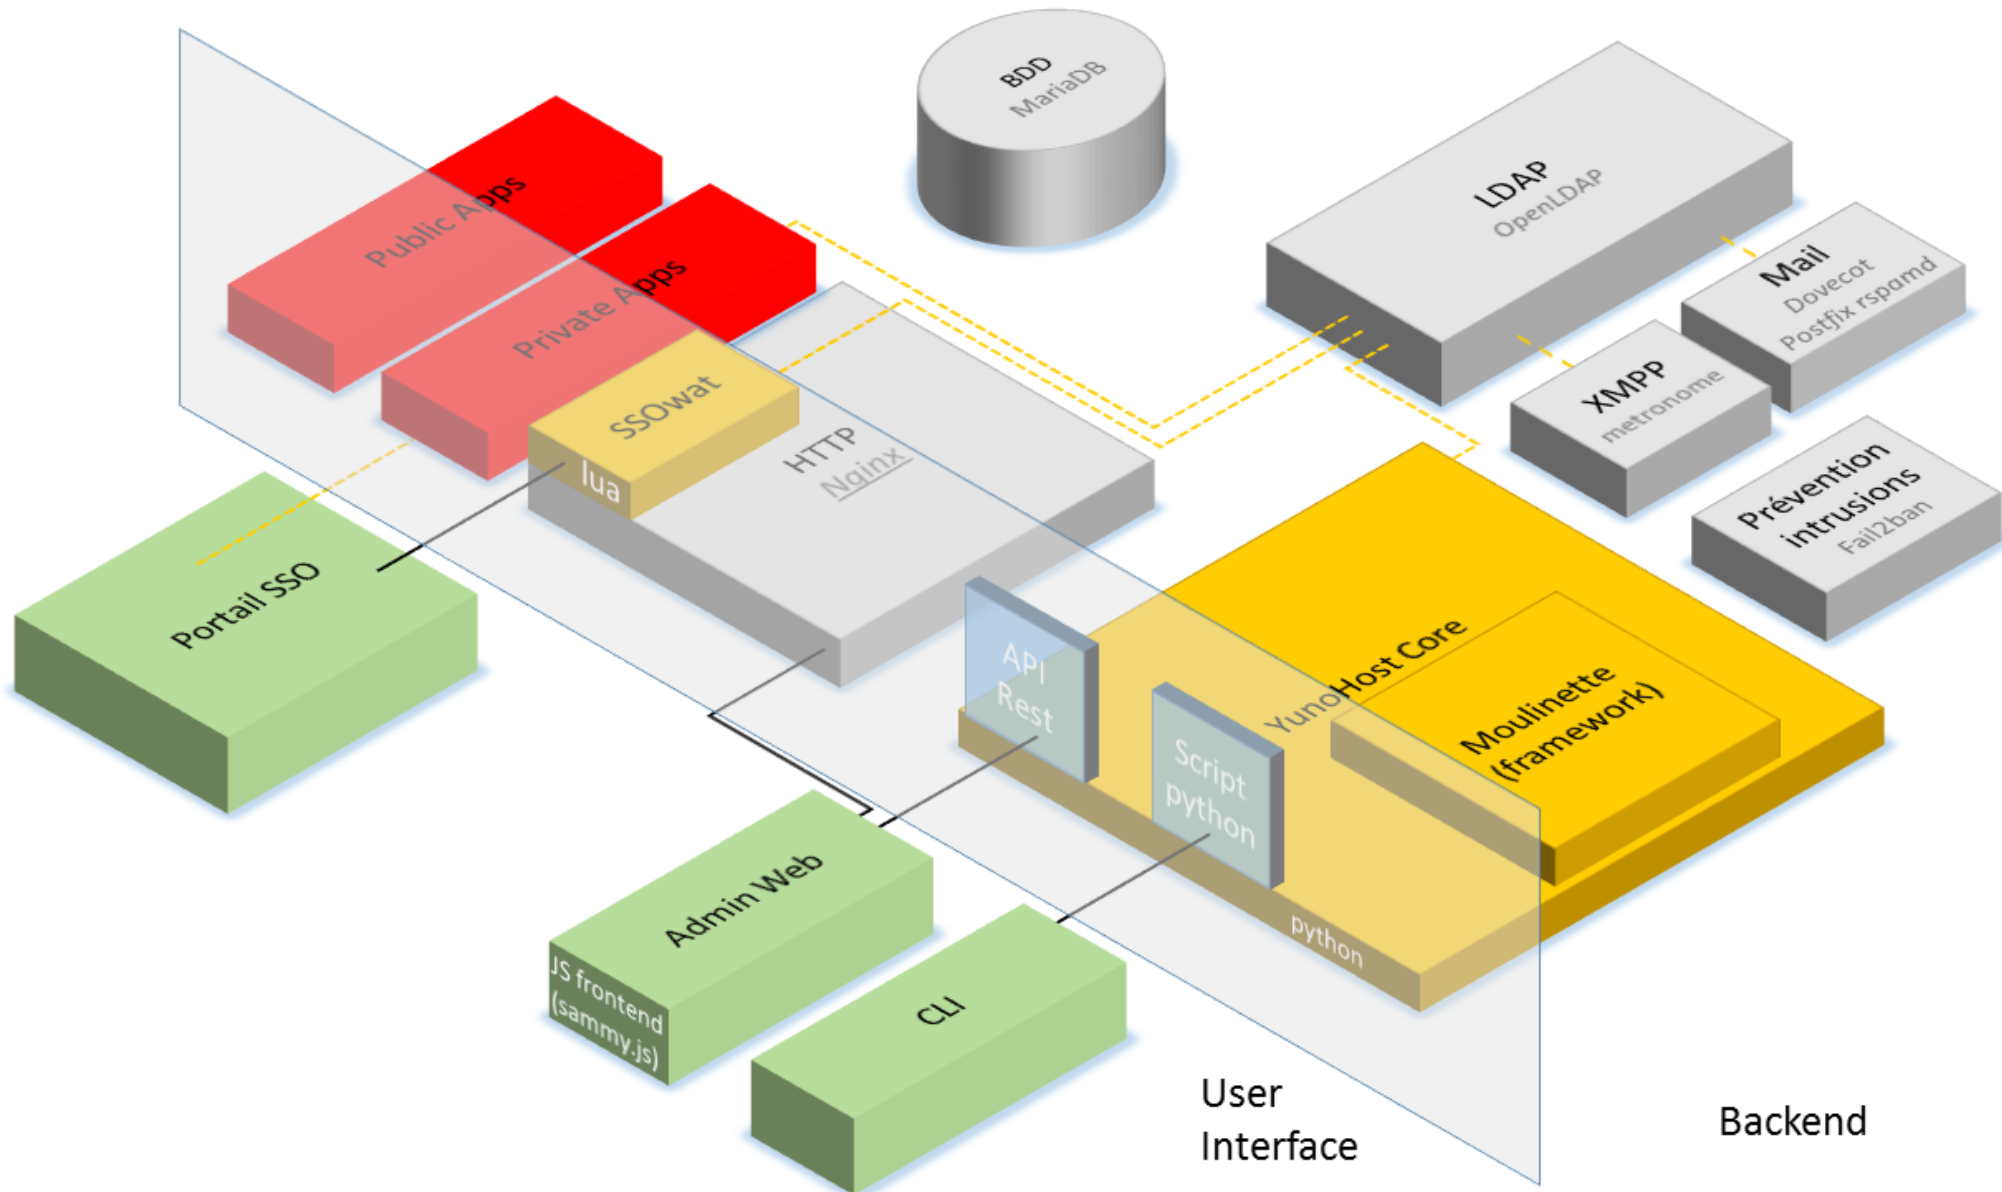 BDD
MariaDB
LDAP
OpenLDAP
Public Apps
Private Apps
Mail
Dovecot
Postfix rspamd
XMPP
metronome
SSOwat
lua
HTTP
Nginx
Prévention
intrusions
Fail2ban
Portail SSO
API
Rest
YunoHost Core
Moulinette
(framework)
Script
python
python
Admin Web
JS frontend
(sammy.js)
CLI
User
Interface
Backend